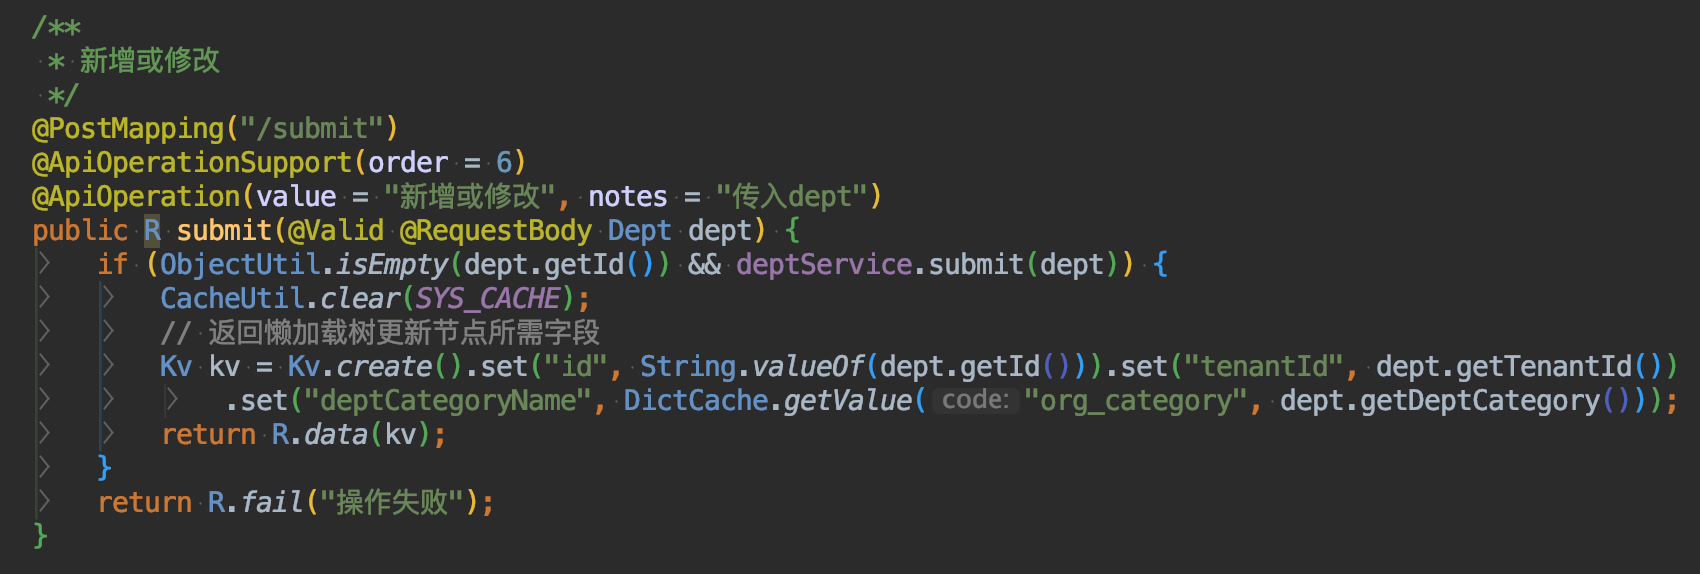 /**
 * 新增或修改
 */
@PostMapping("/submit")
@ApiOperationSupport(order = 6)
@ApiOperation(value = "新增或修改", notes = "传入dept")
public R submit(@Valid @RequestBody Dept dept) {
    if (ObjectUtil.isEmpty(dept.getId()) && deptService.submit(dept)) {
        CacheUtil.clear(SYS_CACHE);
        // 返回懒加载树更新节点所需字段
        Kv kv = Kv.create().set("id", String.valueOf(dept.getId())).set("tenantId", dept.getTenantId())
            .set("deptCategoryName", DictCache.getValue( code: "org_category", dept.getDeptCategory()));
        return R.data(kv);
    }
    return R.fail("操作失败");
}